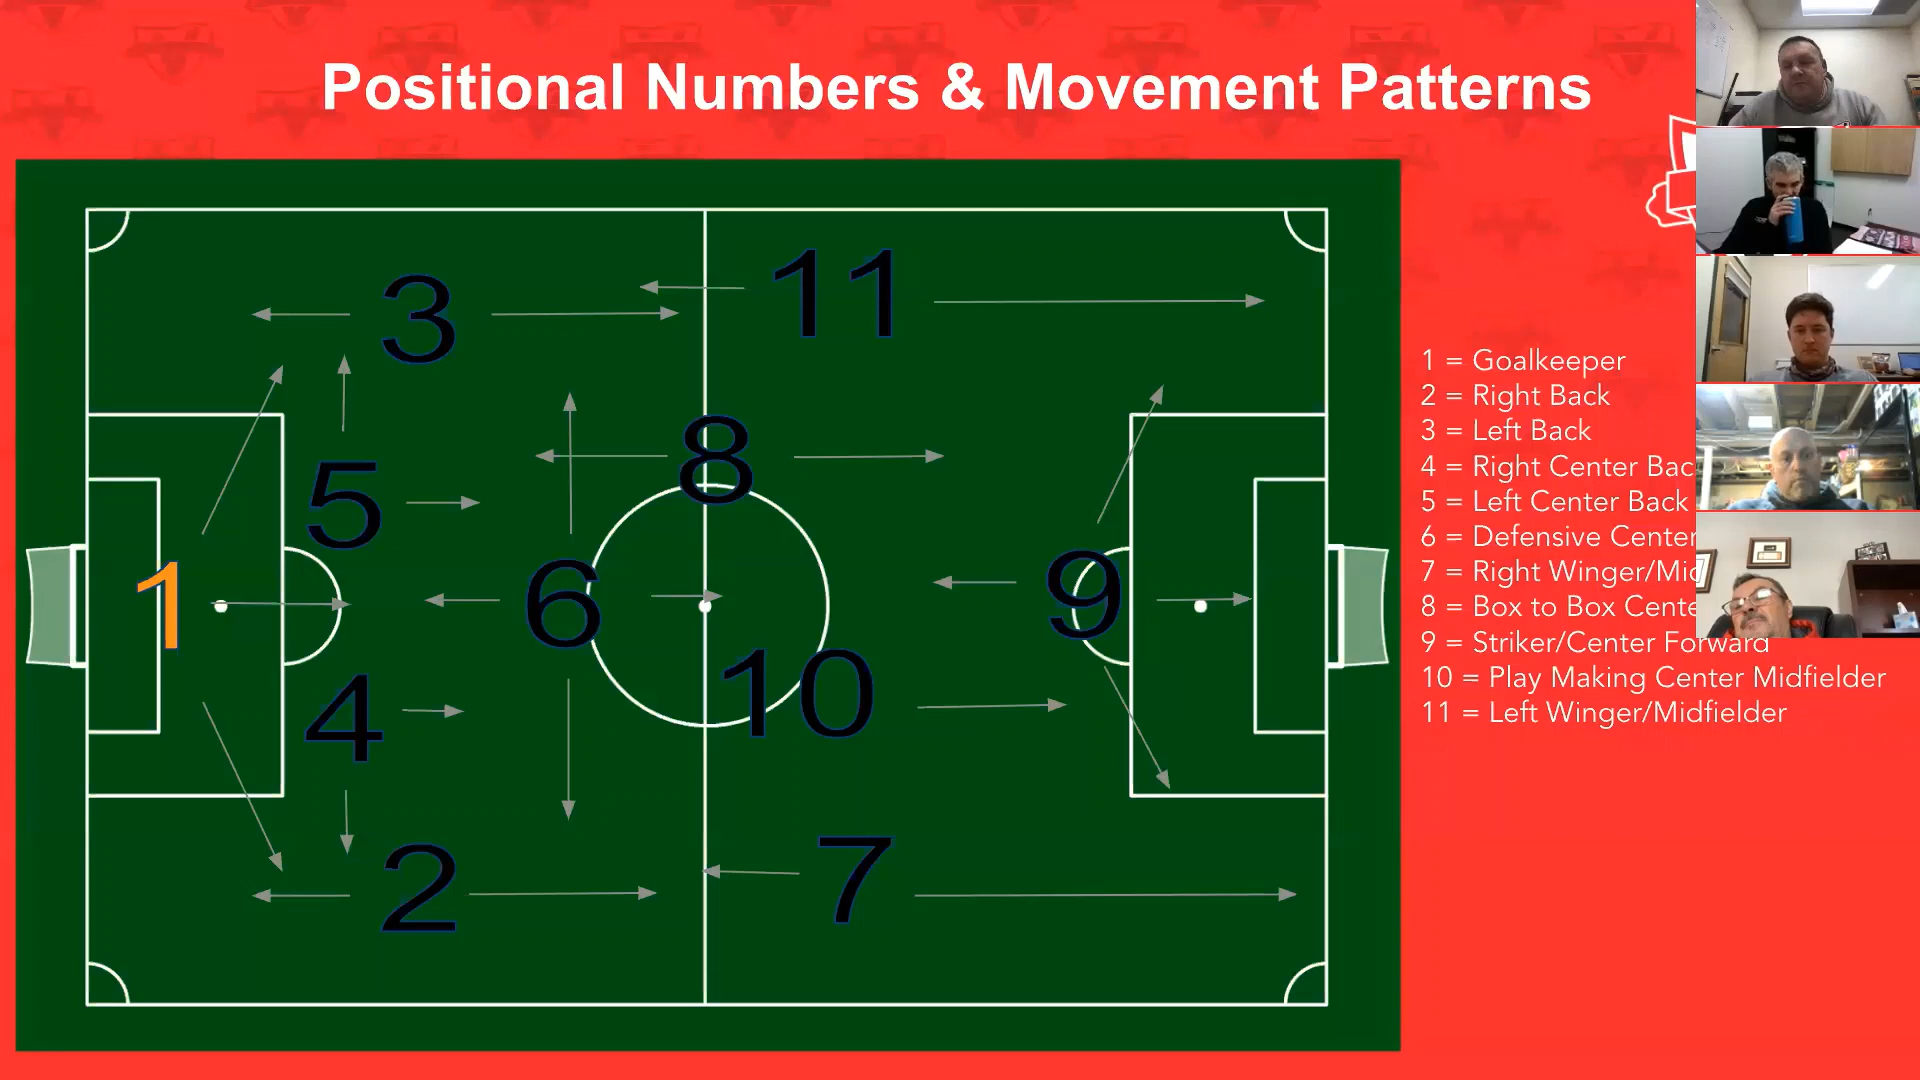 Positional Numbers & Movement Patterns
3
11
8
5
1
6
9
10
4
2
7
1 = Goalkeeper
2 = Right Back
3 = Left Back
4 = Right Center Bac
5 = Left Center Back
6 = Defensive Center
7 = Right Winger/Mid
8 = Box to Box Cente
9 = Striker/Center Forward
10 = Play Making Center Midfielder
11 = Left Winger/Midfielder